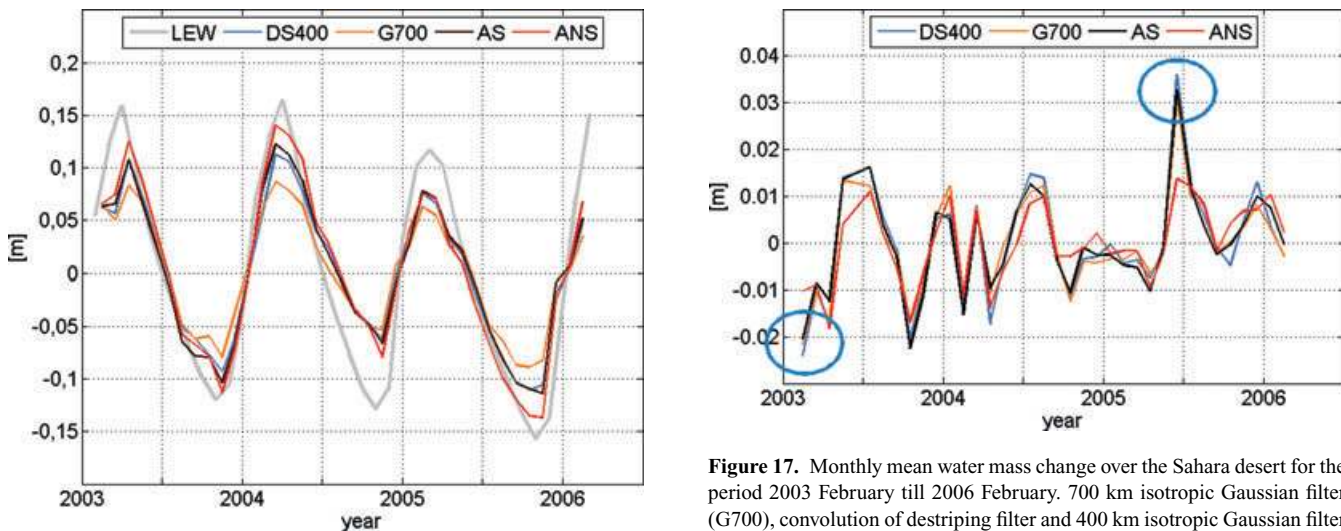 LEW DS400 G700 AS ANS
0,2
0,15
0,1
0,05
0
-0,05
-0,1
0,15
[m]
2003 2004 2005 2006
year
DS400 G700 AS ANS
0.04
0.03
0.02
0.01
0
-0.01
-0.02
[m]
2003 2004 2005 2006
year
Figure 17. Monthly mean water mass change over the Sahara desert for the
period 2003 February till 2006 February. 700 km isotropic Gaussian filter
(G700), convolution of destriping filter and 400 km isotropic Gaussian filter